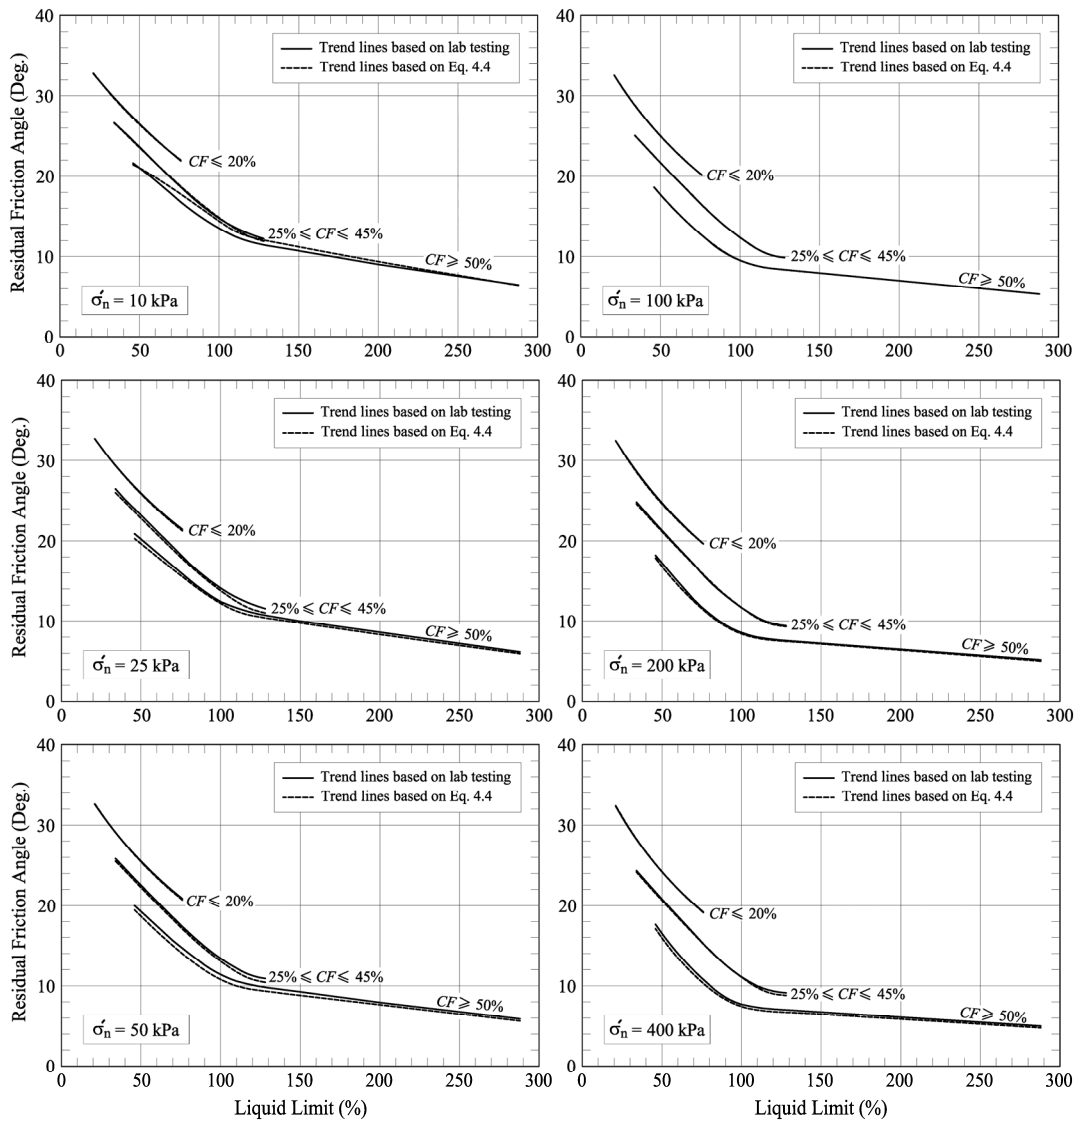 40
30
20
10
0
Residual Friction Angle (Deg.)
Trend lines based on lab testing
Trend lines based on Eq. 4.4
CF ⩽ 20%
25% ⩽ CF ⩽ 45%
CF ⩾ 50%
σ′n = 10 kPa
0 50 100 150 200 250 300
40
30
20
10
0
Trend lines based on lab testing
Trend lines based on Eq. 4.4
CF ⩽ 20%
25% ⩽ CF ⩽ 45%
CF ⩾ 50%
σ′n = 100 kPa
0 50 100 150 200 250 300
40
30
20
10
0
Residual Friction Angle (Deg.)
Trend lines based on lab testing
Trend lines based on Eq. 4.4
CF ⩽ 20%
25% ⩽ CF ⩽ 45%
CF ⩾ 50%
σ′n = 25 kPa
0 50 100 150 200 250 300
40
30
20
10
0
Trend lines based on lab testing
Trend lines based on Eq. 4.4
CF ⩽ 20%
25% ⩽ CF ⩽ 45%
CF ⩾ 50%
σ′n = 200 kPa
0 50 100 150 200 250 300
40
30
20
10
0
Residual Friction Angle (Deg.)
Trend lines based on lab testing
Trend lines based on Eq. 4.4
CF ⩽ 20%
25% ⩽ CF ⩽ 45%
CF ⩾ 50%
σ′n = 50 kPa
0 50 100 150 200 250 300
Liquid Limit (%)
40
30
20
10
0
Trend lines based on lab testing
Trend lines based on Eq. 4.4
CF ⩽ 20%
25% ⩽ CF ⩽ 45%
CF ⩾ 50%
σ′n = 400 kPa
0 50 100 150 200 250 300
Liquid Limit (%)